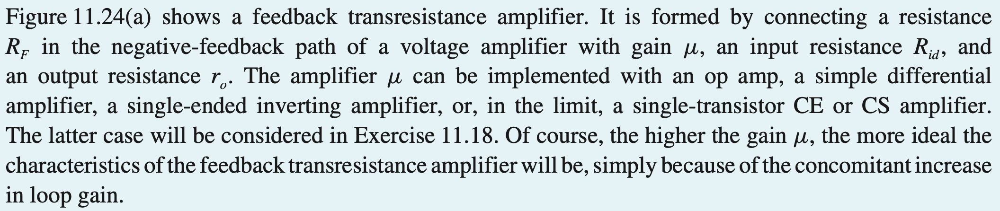 Figure 11.24(a) shows a feedback transresistance amplifier. It is formed by connecting a resistance
R_F in the negative-feedback path of a voltage amplifier with gain μ, an input resistance R_id, and
an output resistance r_o. The amplifier μ can be implemented with an op amp, a simple differential
amplifier, a single-ended inverting amplifier, or, in the limit, a single-transistor CE or CS amplifier.
The latter case will be considered in Exercise 11.18. Of course, the higher the gain μ, the more ideal the
characteristics of the feedback transresistance amplifier will be, simply because of the concomitant increase
in loop gain.